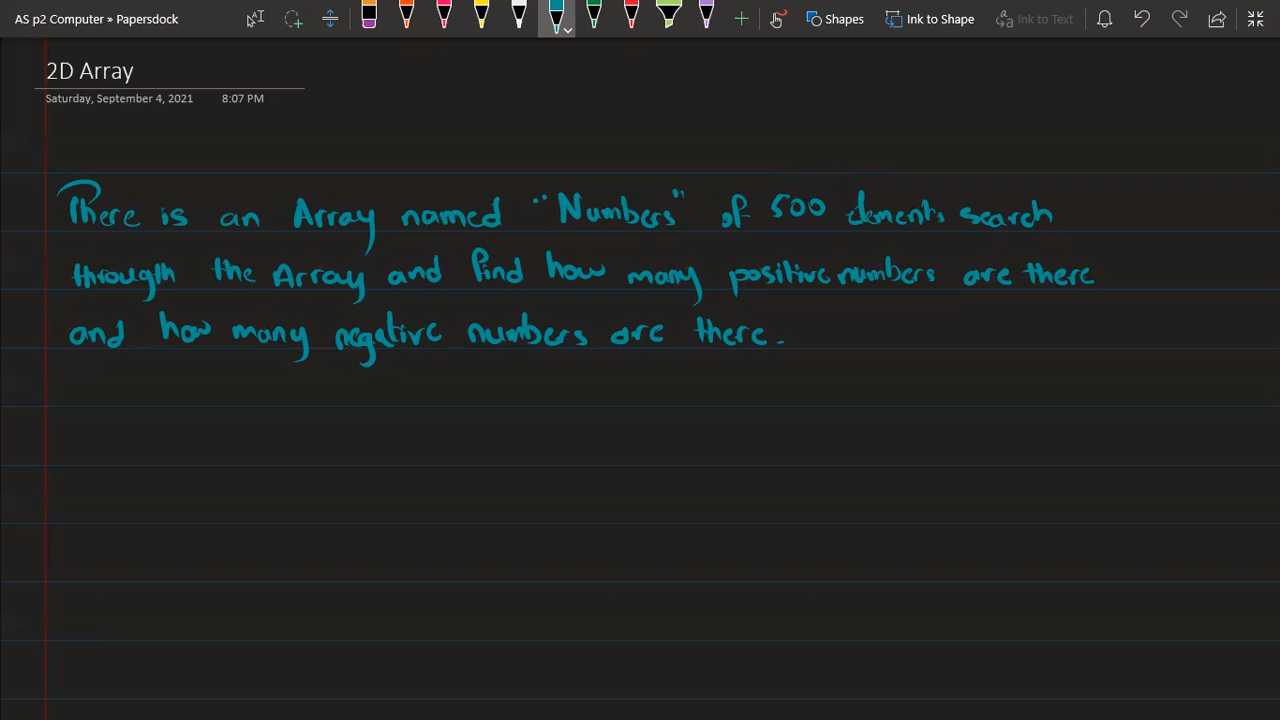 AS p2 Computer » Papersdock
Shapes
Ink to Shape
Ink to Text
2D Array
Saturday, September 4, 2021 8:07 PM
There is an Array named "Numbers" of 500 elements search
through the Array and find how many positive numbers are there
and how many negative numbers are there.